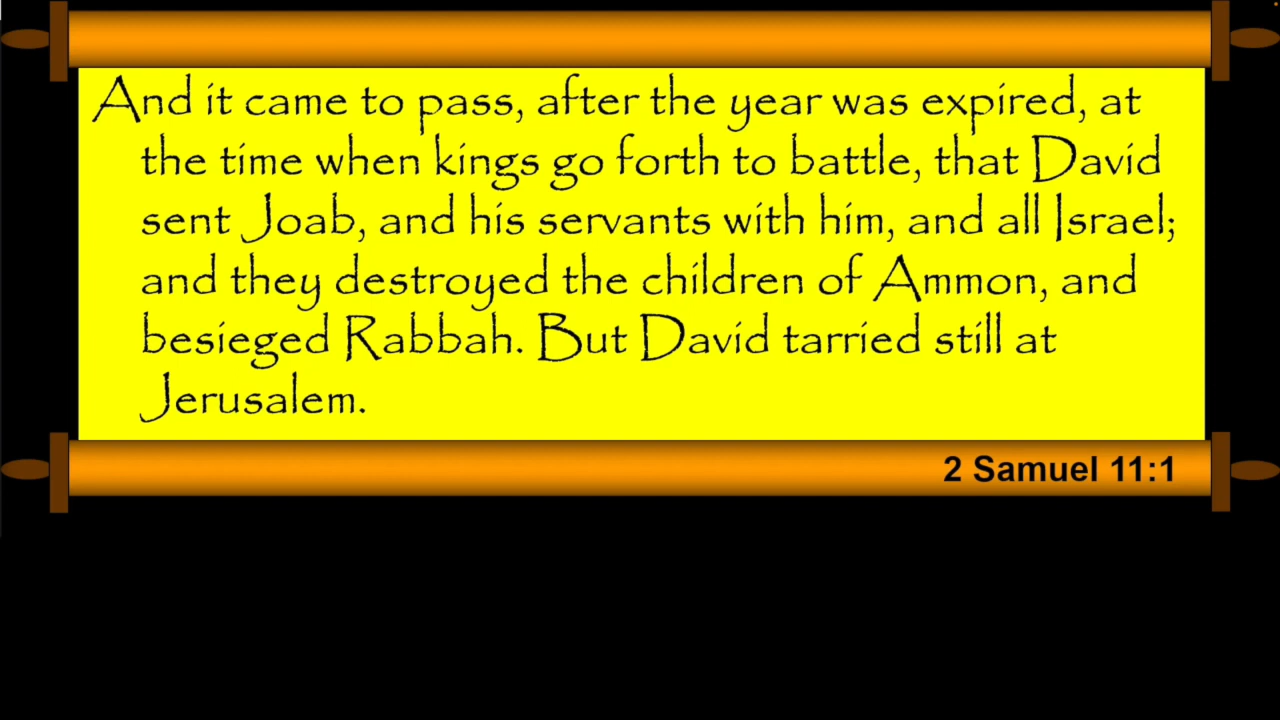 And it came to pass, after the year was expired, at
the time when kings go forth to battle, that David
sent Joab, and his servants with him, and all Israel;
and they destroyed the children of Ammon, and
besieged Rabbah. But David tarried still at
Jerusalem.
2 Samuel 11:1